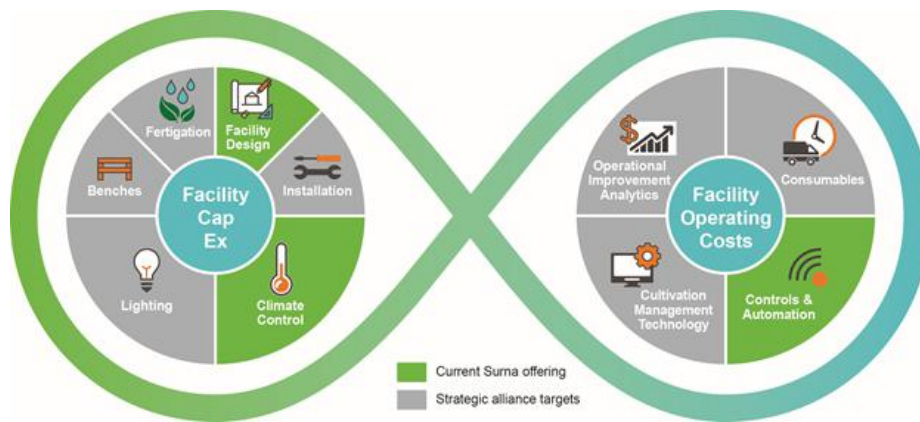 Fertigation
Facility
Design
Benches
Installation
Facility
Cap
Ex
Lighting
Climate
Control
$
Operational
Improvement
Analytics
Consumables
Facility
Operating
Costs
Cultivation
Management
Technology
Controls &
Automation
Current Surna offering
Strategic alliance targets